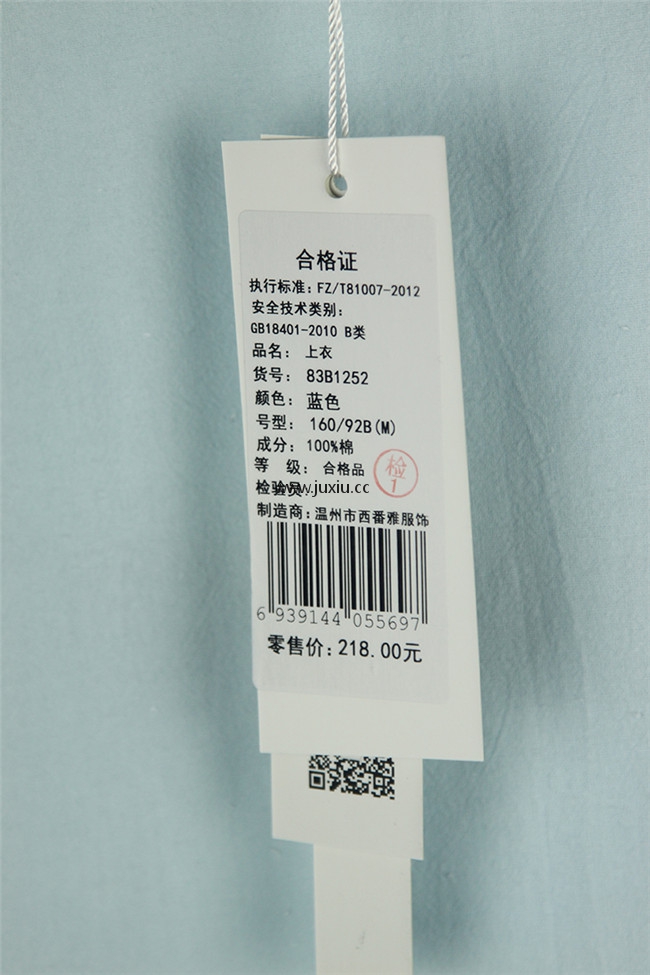 合格证
执行标准：FZ/T81007-2012
安全技术类别：
GB18401-2010 B类
品名： 上衣
货号： 83B1252
颜色： 蓝色
号型： 160/92B(M)
成分： 100%棉
等 级： 合格品
检 1
检验员
www.juxiu.cc
制造商：温州市西番雅服饰
6 939144 055697
零售价：218.00元